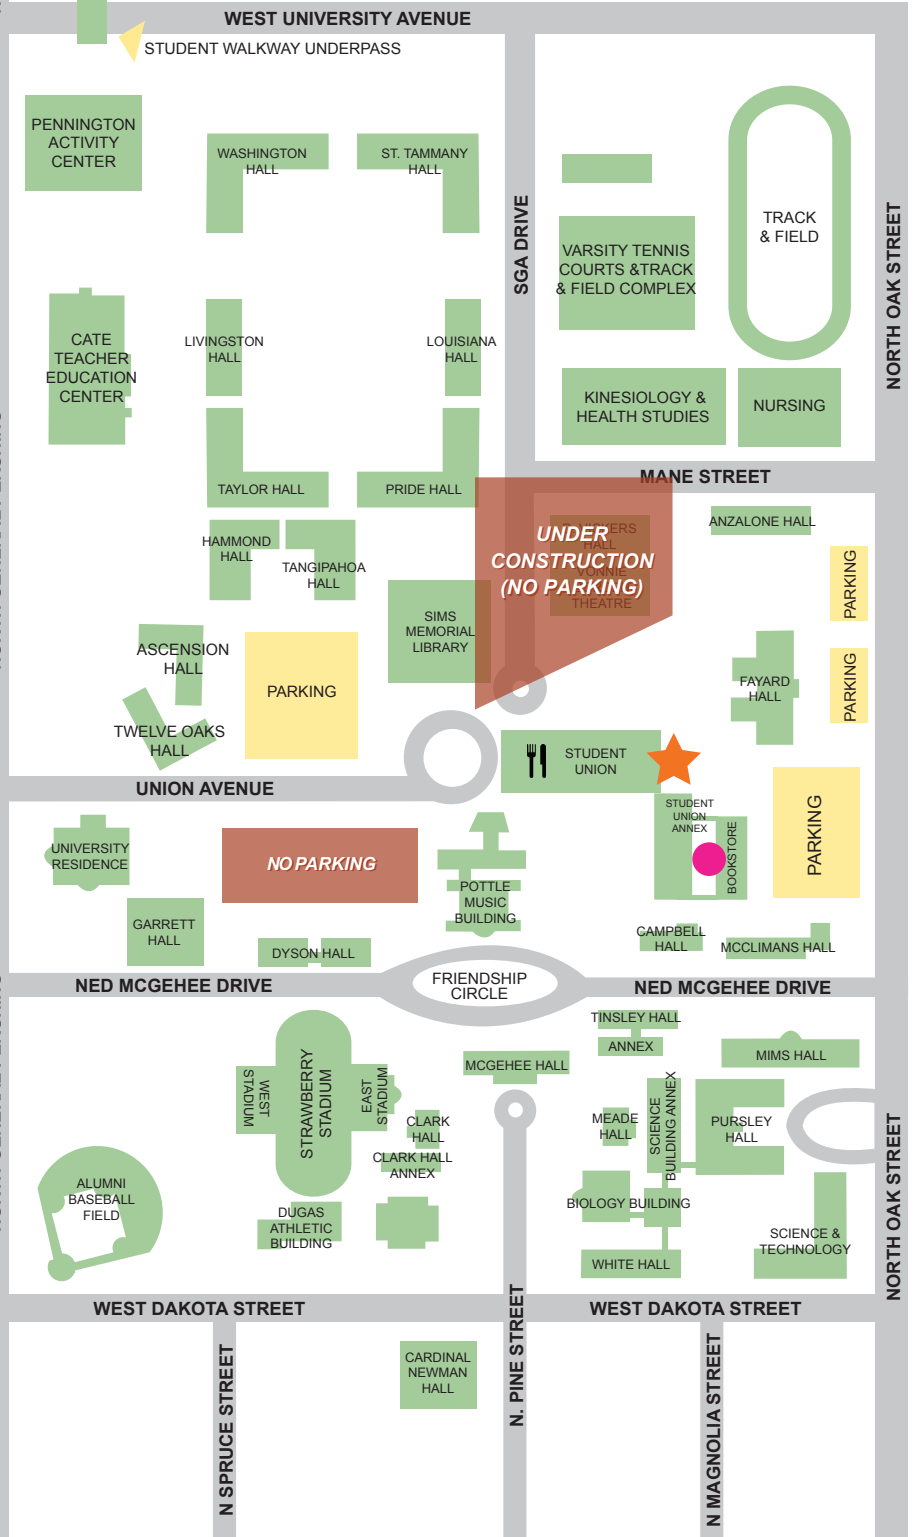 WEST UNIVERSITY AVENUE
STUDENT WALKWAY UNDERPASS
PENNINGTON
ACTIVITY
CENTER
WASHINGTON
HALL
ST. TAMMANY
HALL
SGA DRIVE
VARSITY TENNIS
COURTS &TRACK
& FIELD COMPLEX
TRACK
& FIELD
NORTH OAK STREET
CATE
TEACHER
EDUCATION
CENTER
LIVINGSTON
HALL
LOUISIANA
HALL
KINESIOLOGY &
HEALTH STUDIES
NURSING
MANE STREET
TAYLOR HALL
PRIDE HALL
HAMMOND
HALL
TANGIPAHOA
HALL
UNDER
CONSTRUCTION
(NO PARKING)
HALL
VONNIE
THEATRE
ANZALONE HALL
PARKING
SIMS
MEMORIAL
LIBRARY
ASCENSION
HALL
PARKING
FAYARD
HALL
PARKING
TWELVE OAKS
HALL
STUDENT
UNION
UNION AVENUE
STUDENT
UNION
ANNEX
BOOKSTORE
PARKING
UNIVERSITY
RESIDENCE
NO PARKING
POTTLE
MUSIC
BUILDING
GARRETT
HALL
DYSON HALL
CAMPBELL
HALL
MCCLIMANS HALL
NED MCGEHEE DRIVE
FRIENDSHIP
CIRCLE
NED MCGEHEE DRIVE
TINSLEY HALL
ANNEX
MIMS HALL
WEST
STADIUM
STRAWBERRY
STADIUM
EAST
STADIUM
MCGEHEE HALL
CLARK
HALL
CLARK HALL
ANNEX
MEADE
HALL
SCIENCE
BUILDING ANNEX
PURSLEY
HALL
NORTH OAK STREET
ALUMNI
BASEBALL
FIELD
DUGAS
ATHLETIC
BUILDING
BIOLOGY BUILDING
SCIENCE &
TECHNOLOGY
WHITE HALL
WEST DAKOTA STREET
WEST DAKOTA STREET
N. PINE STREET
CARDINAL
NEWMAN
HALL
N SPRUCE STREET
N MAGNOLIA STREET